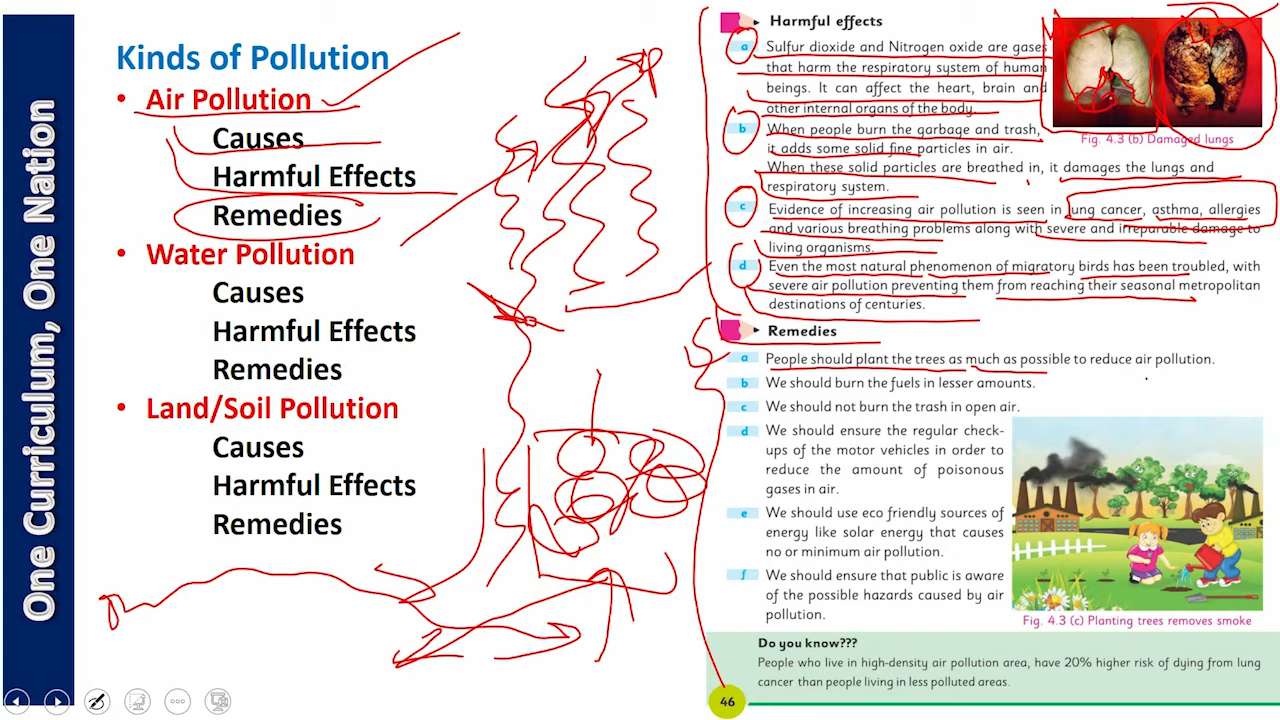 One Curriculum, One Nation
Kinds of Pollution
• Air Pollution
Causes
Harmful Effects
Remedies
• Water Pollution
Causes
Harmful Effects
Remedies
• Land/Soil Pollution
Causes
Harmful Effects
Remedies
Harmful effects
a Sulfur dioxide and Nitrogen oxide are gases
that harm the respiratory system of human
beings. It can affect the heart, brain and
other internal organs of the body.
b When people burn the garbage and trash,
it adds some solid fine particles in air.
When these solid particles are breathed in, it damages the lungs and
respiratory system.
Fig. 4.3 (b) Damaged lungs
c Evidence of increasing air pollution is seen in lung cancer, asthma, allergies
and various breathing problems along with severe and irreparable damage to
living organisms.
d Even the most natural phenomenon of migratory birds has been troubled, with
severe air pollution preventing them from reaching their seasonal metropolitan
destinations of centuries.
Remedies
a People should plant the trees as much as possible to reduce air pollution.
b We should burn the fuels in lesser amounts.
c We should not burn the trash in open air.
d We should ensure the regular check-
ups of the motor vehicles in order to
reduce the amount of poisonous
gases in air.
e We should use eco friendly sources of
energy like solar energy that causes
no or minimum air pollution.
f We should ensure that public is aware
of the possible hazards caused by air
pollution.
Fig. 4.3 (c) Planting trees removes smoke
Do you know???
People who live in high-density air pollution area, have 20% higher risk of dying from lung
cancer than people living in less polluted areas.
46